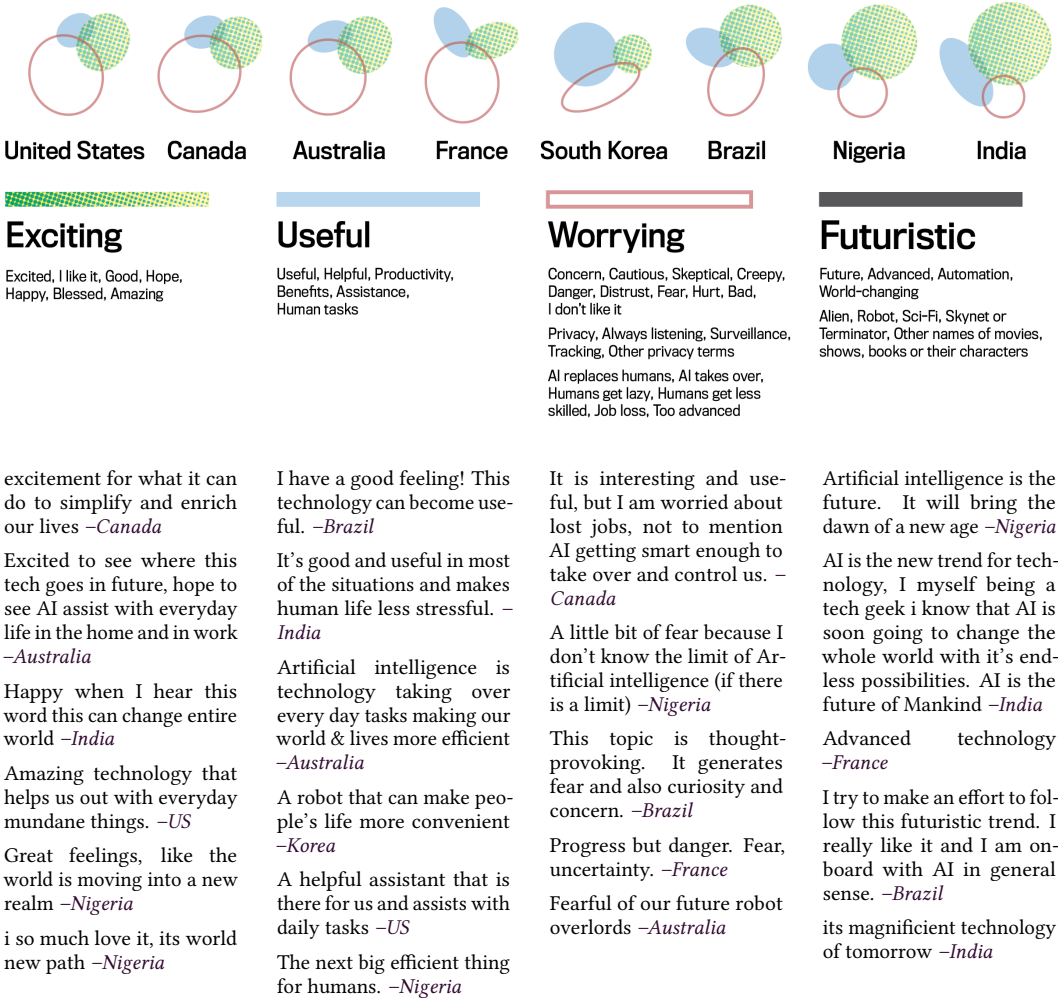 United States Canada Australia France South Korea Brazil Nigeria India
Exciting
Excited, I like it, Good, Hope,
Happy, Blessed, Amazing
excitement for what it can
do to simplify and enrich
our lives –Canada
Excited to see where this
tech goes in future, hope to
see AI assist with everyday
life in the home and in work
–Australia
Happy when I hear this
word this can change entire
world –India
Amazing technology that
helps us out with everyday
mundane things. –US
Great feelings, like the
world is moving into a new
realm –Nigeria
i so much love it, its world
new path –Nigeria
Useful
Useful, Helpful, Productivity,
Benefits, Assistance,
Human tasks
I have a good feeling! This
technology can become use-
ful. –Brazil
It's good and useful in most
of the situations and makes
human life less stressful. –
India
Artificial intelligence is
technology taking over
every day tasks making our
world & lives more efficient
–Australia
A robot that can make peo-
ple's life more convenient
–Korea
A helpful assistant that is
there for us and assists with
daily tasks –US
The next big efficient thing
for humans. –Nigeria
Worrying
Concern, Cautious, Skeptical, Creepy,
Danger, Distrust, Fear, Hurt, Bad,
I don't like it
Privacy, Always listening, Surveillance,
Tracking, Other privacy terms
AI replaces humans, AI takes over,
Humans get lazy, Humans get less
skilled, Job loss, Too advanced
It is interesting and use-
ful, but I am worried about
lost jobs, not to mention
AI getting smart enough to
take over and control us. –
Canada
A little bit of fear because I
don't know the limit of Ar-
tificial intelligence (if there
is a limit) –Nigeria
This topic is thought-
provoking. It generates
fear and also curiosity and
concern. –Brazil
Progress but danger. Fear,
uncertainty. –France
Fearful of our future robot
overlords –Australia
Futuristic
Future, Advanced, Automation,
World-changing
Alien, Robot, Sci-Fi, Skynet or
Terminator, Other names of movies,
shows, books or their characters
Artificial intelligence is the
future. It will bring the
dawn of a new age –Nigeria
AI is the new trend for tech-
nology, I myself being a
tech geek i know that AI is
soon going to change the
whole world with it's end-
less possibilities. AI is the
future of Mankind –India
Advanced technology
–France
I try to make an effort to fol-
low this futuristic trend. I
really like it and I am on-
board with AI in general
sense. –Brazil
its magnificient technology
of tomorrow –India